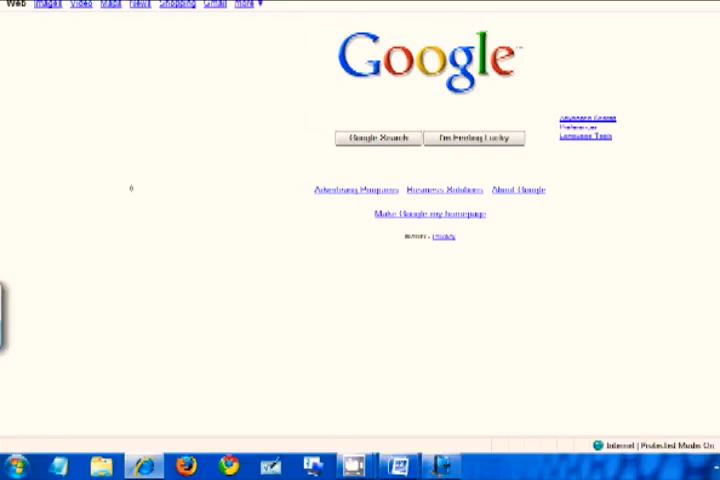 Web Images Video Maps News Shopping Gmail more ▼
Google™
Advanced Search
Preferences
Language Tools
Google Search I'm Feeling Lucky
Advertising Programs Business Solutions About Google
Make Google my homepage
Privacy
Internet | Protected Mode: On